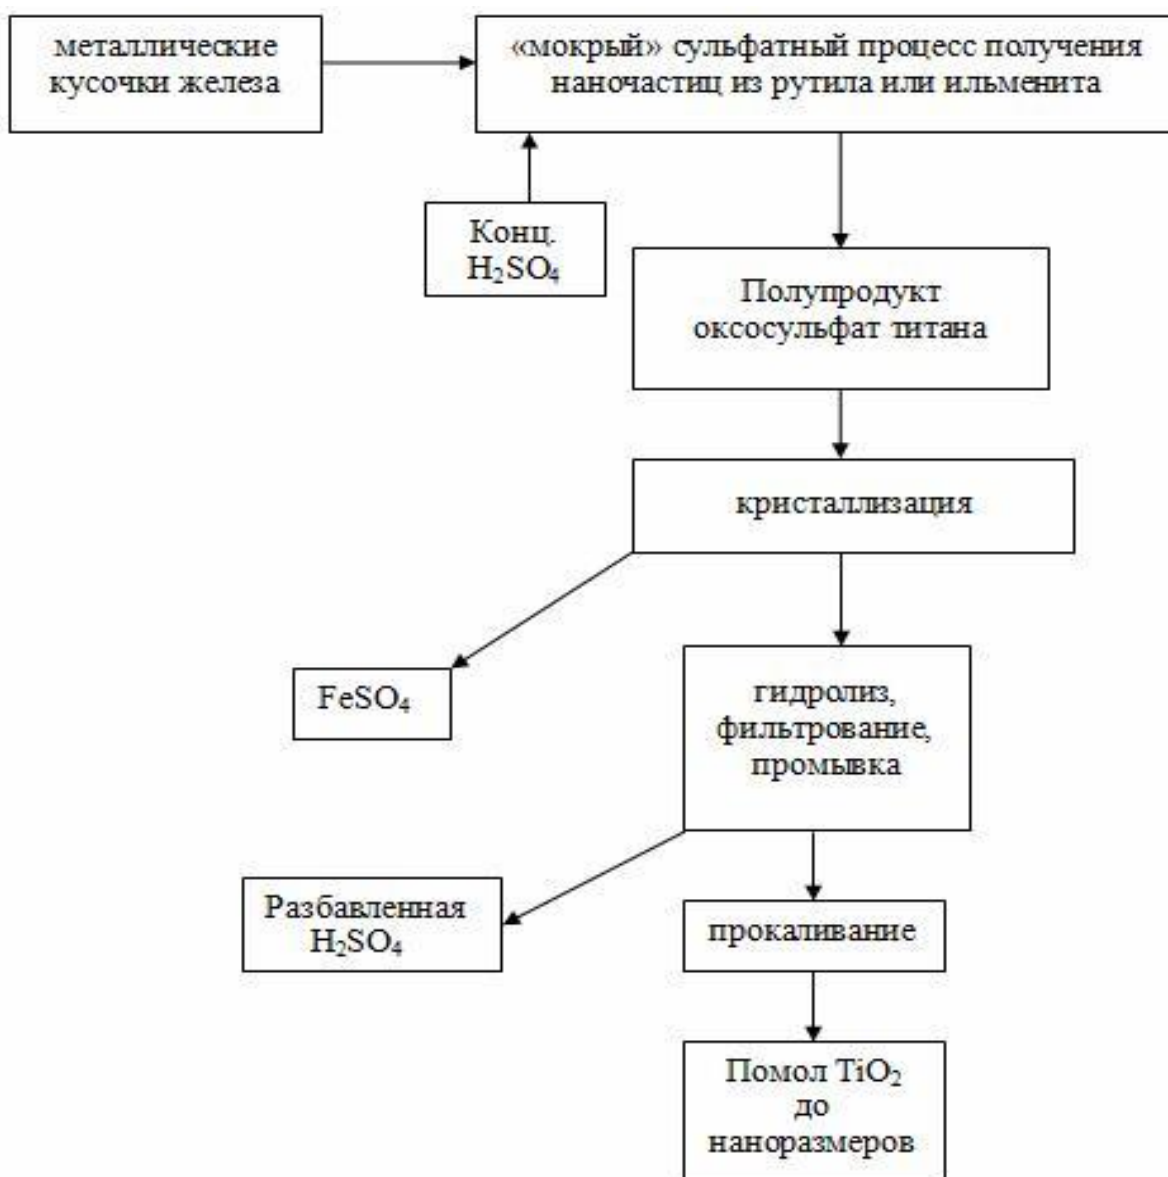 металлические
кусочки железа
«мокрый» сульфатный процесс получения
наночастиц из рутила или ильменита
Конц.
H₂SO₄
Полупродукт
оксосульфат титана
кристаллизация
FeSO₄
гидролиз,
фильтрование,
промывка
Разбавленная
H₂SO₄
прокаливание
Помол TiO₂
до
наноразмеров